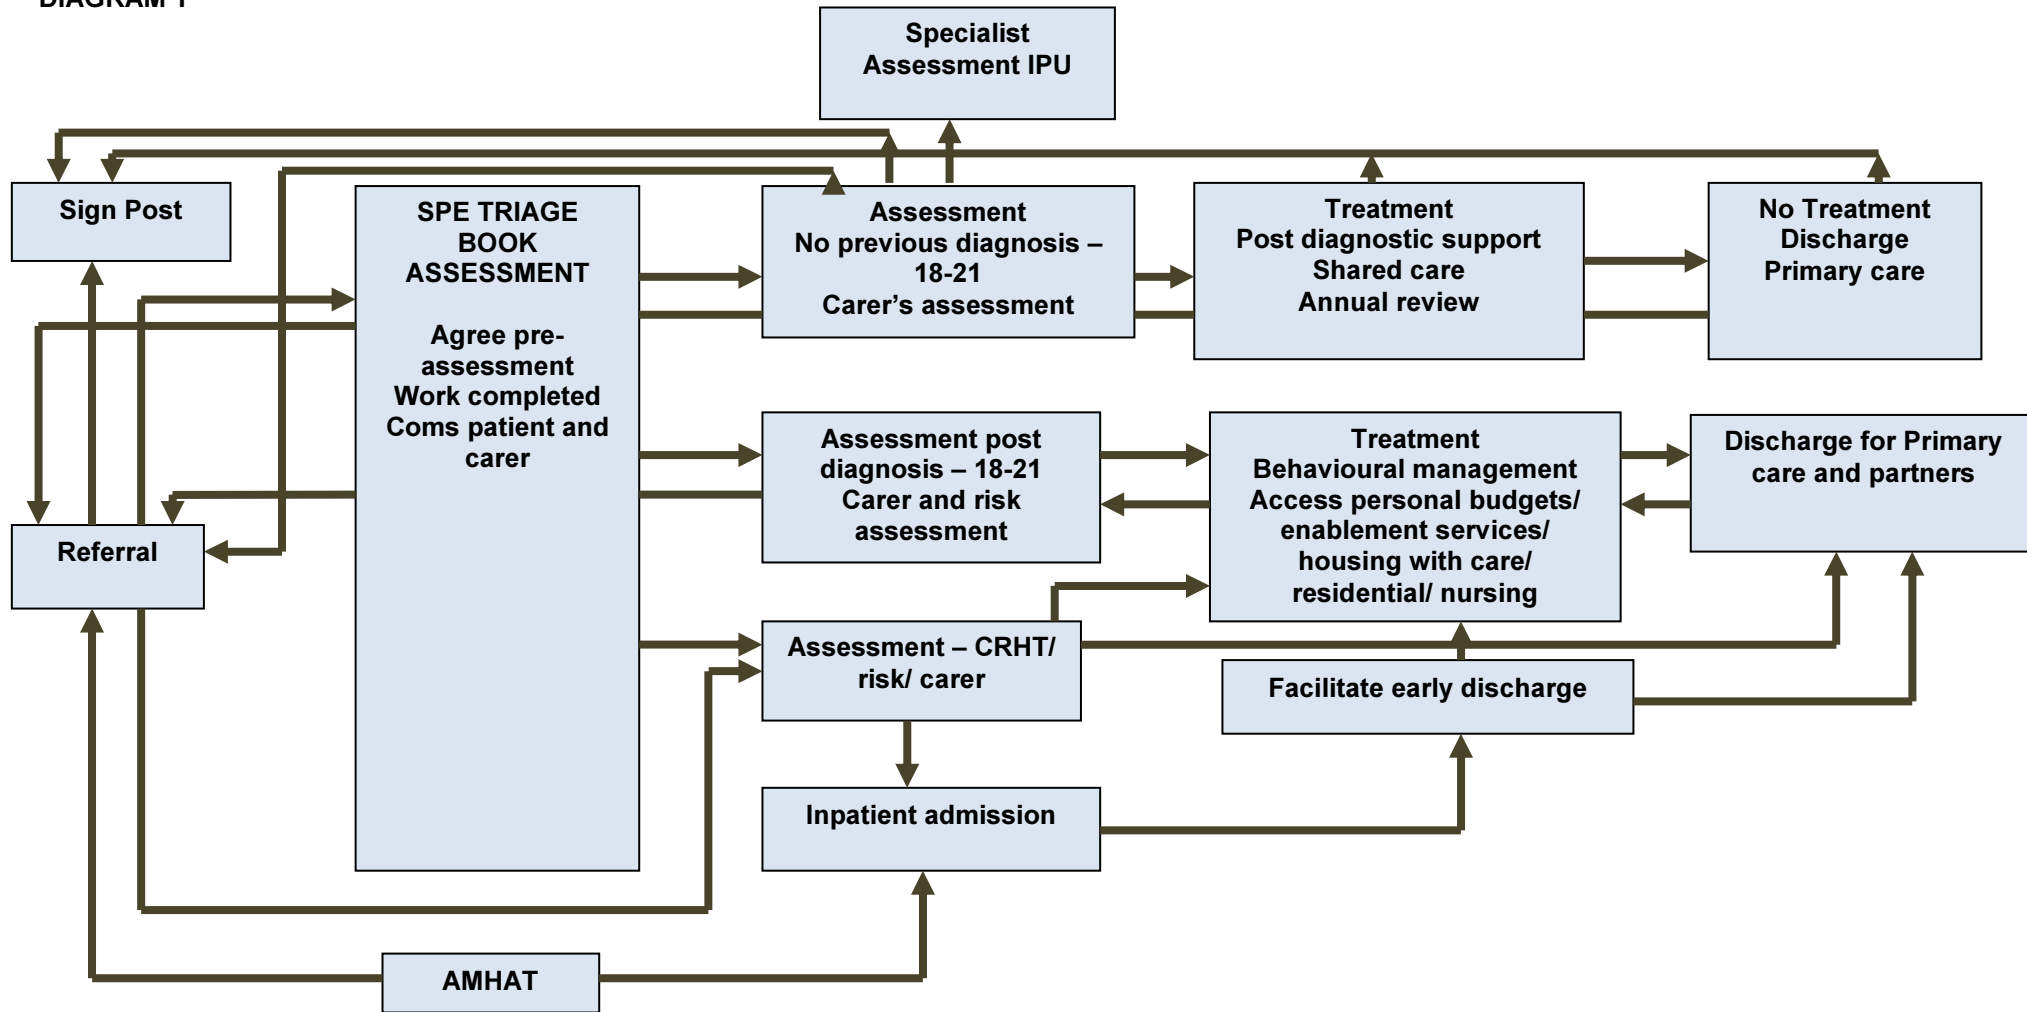 DIAGRAM 1
Specialist
Assessment IPU
Sign Post
SPE TRIAGE
BOOK
ASSESSMENT
Agree pre-
assessment
Work completed
Coms patient and
carer
Assessment
No previous diagnosis –
18-21
Carer’s assessment
Treatment
Post diagnostic support
Shared care
Annual review
No Treatment
Discharge
Primary care
Referral
Assessment post
diagnosis – 18-21
Carer and risk
assessment
Treatment
Behavioural management
Access personal budgets/
enablement services/
housing with care/
residential/ nursing
Discharge for Primary
care and partners
Assessment – CRHT/
risk/ carer
Facilitate early discharge
Inpatient admission
AMHAT